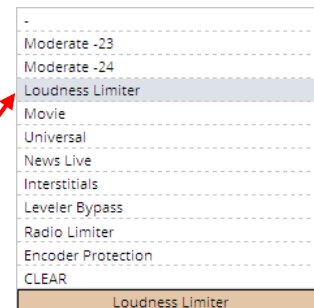 -
Moderate -23
Moderate -24
Loudness Limiter
Movie
Universal
News Live
Interstitials
Leveler Bypass
Radio Limiter
Encoder Protection
CLEAR
Loudness Limiter